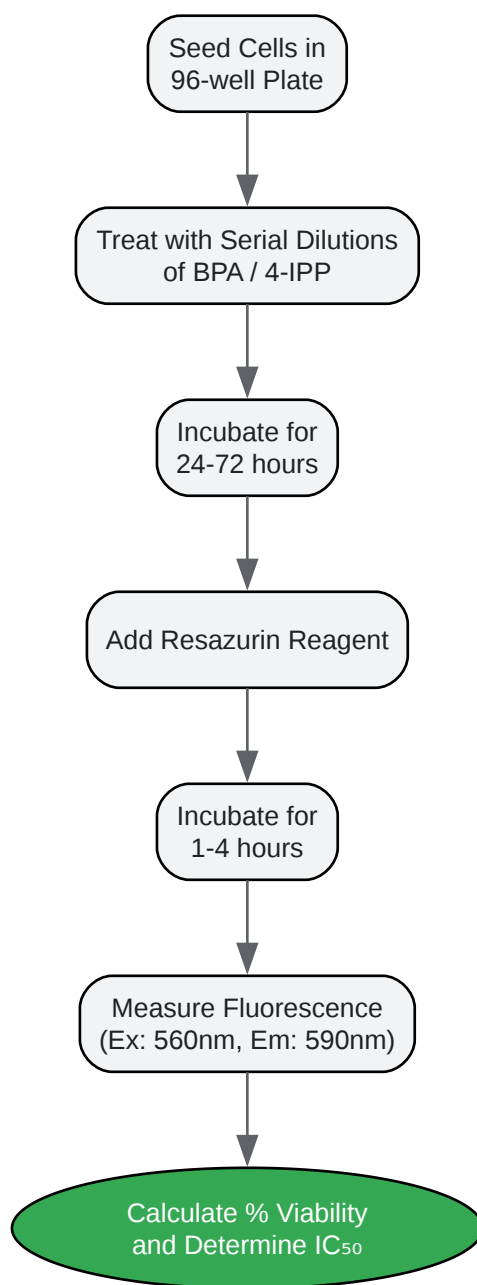 Seed Cells in
96-well Plate
Treat with Serial Dilutions
of BPA / 4-IPP
Incubate for
24-72 hours
Add Resazurin Reagent
Incubate for
1-4 hours
Measure Fluorescence
(Ex: 560nm, Em: 590nm)
Calculate % Viability
and Determine IC₅₀